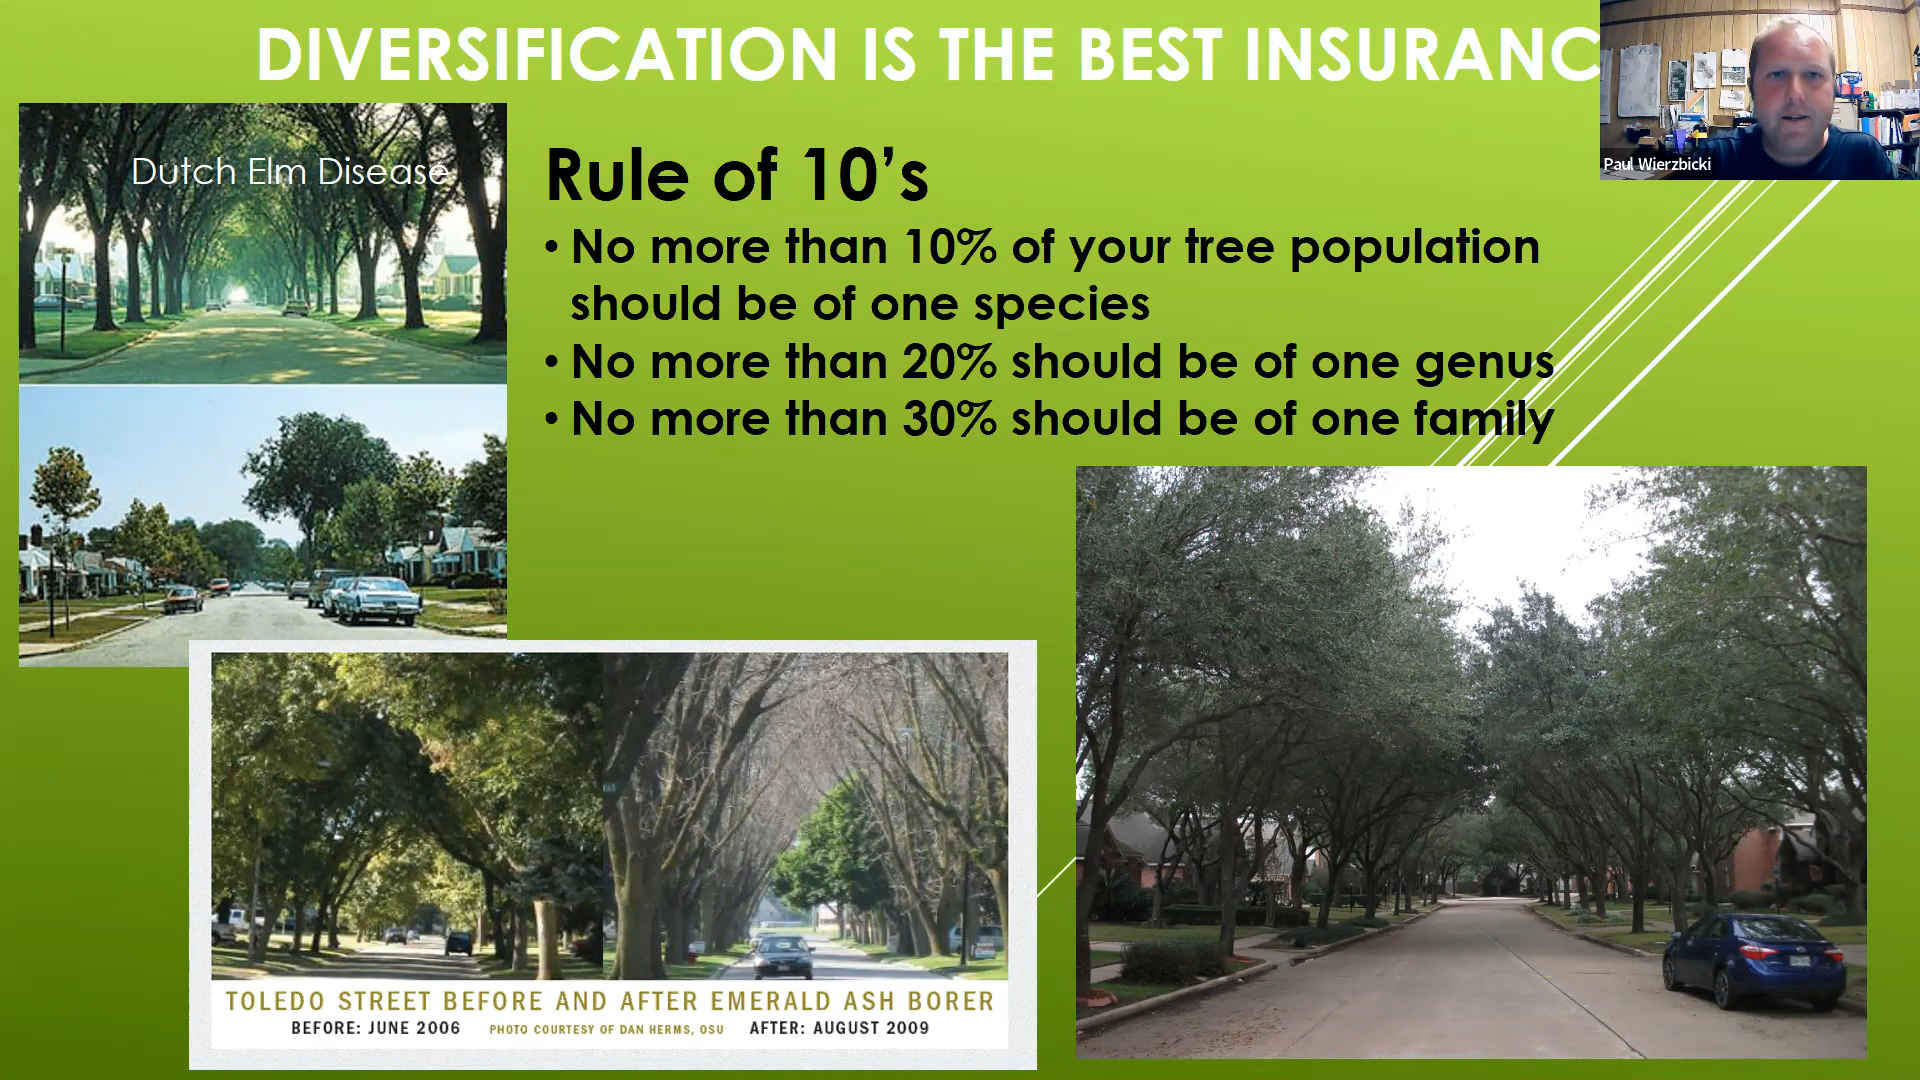 DIVERSIFICATION IS THE BEST INSURANC
Paul Wierzbicki
Dutch Elm Disease
Rule of 10’s
• No more than 10% of your tree population
should be of one species
• No more than 20% should be of one genus
• No more than 30% should be of one family
TOLEDO STREET BEFORE AND AFTER EMERALD ASH BORER
BEFORE: JUNE 2006 PHOTO COURTESY OF DAN HERMS, OSU AFTER: AUGUST 2009